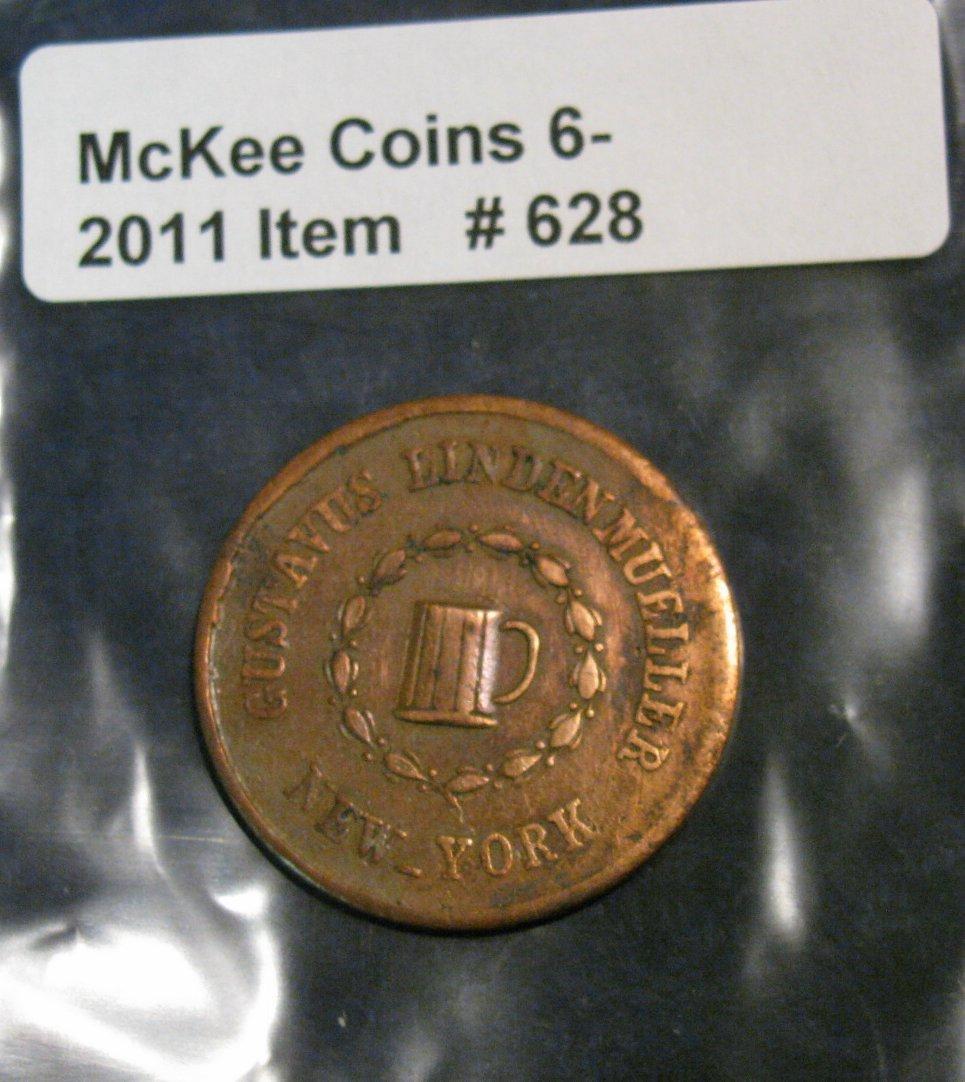 McKee Coins 6-
2011 Item # 628
GUSTAVUS LINDENMUELLER
NEW-YORK